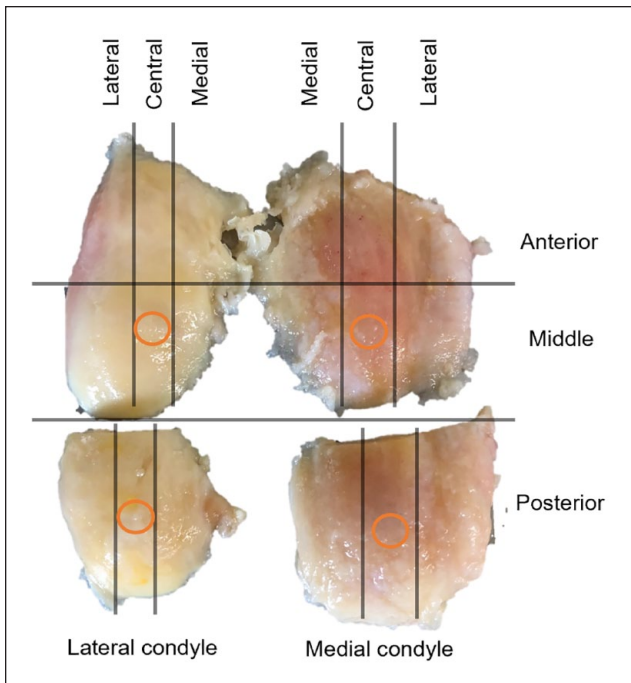 Lateral
Central
Medial
Medial
Central
Lateral
Anterior
Middle
Posterior
Lateral condyle
Medial condyle